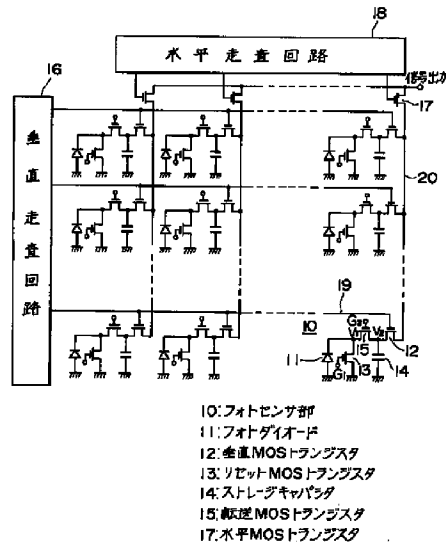 18
水平走査回路
信号出力
16
17
垂直走査回路
20
19
G2
10
V1
V2
12
11
15
G1
13
14
10:フォトセンサ部
11:フォトダイオード
12:垂直MOSトランジスタ
13:リセットMOSトランジスタ
14:ストレージキャパシタ
15:転送MOSトランジスタ
17:水平MOSトランジスタ